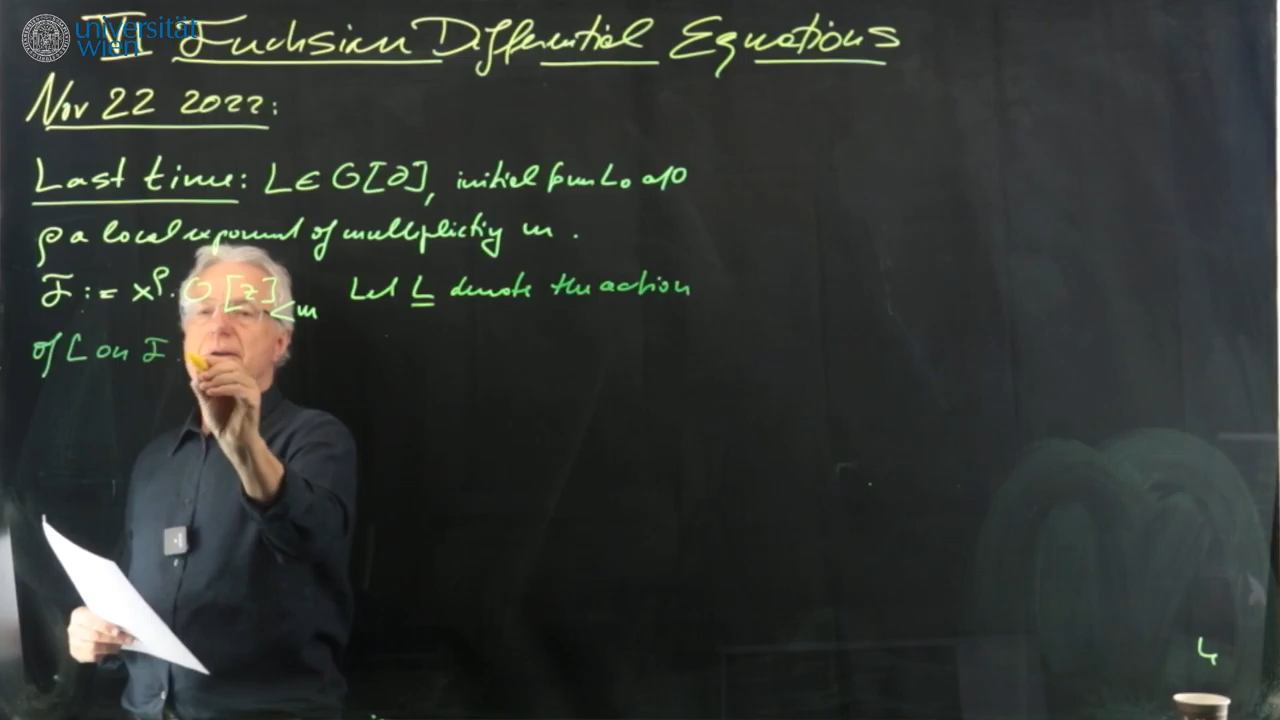 universität
wien
II Fuchsian Differential Equations
Nov 22 2022:
Last time: L ∈ O[∂], initial form L₀ at 0
ρ a local exponent of multiplicity m.
F := x^ρ · O[z]_{<m} Let L denote the action
of L on F.
4